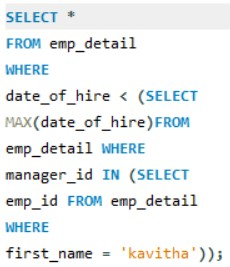 SELECT *
FROM emp_detail
WHERE
date_of_hire < (SELECT
MAX(date_of_hire)FROM
emp_detail WHERE
manager_id IN (SELECT
emp_id FROM emp_detail
WHERE
first_name = 'kavitha'));